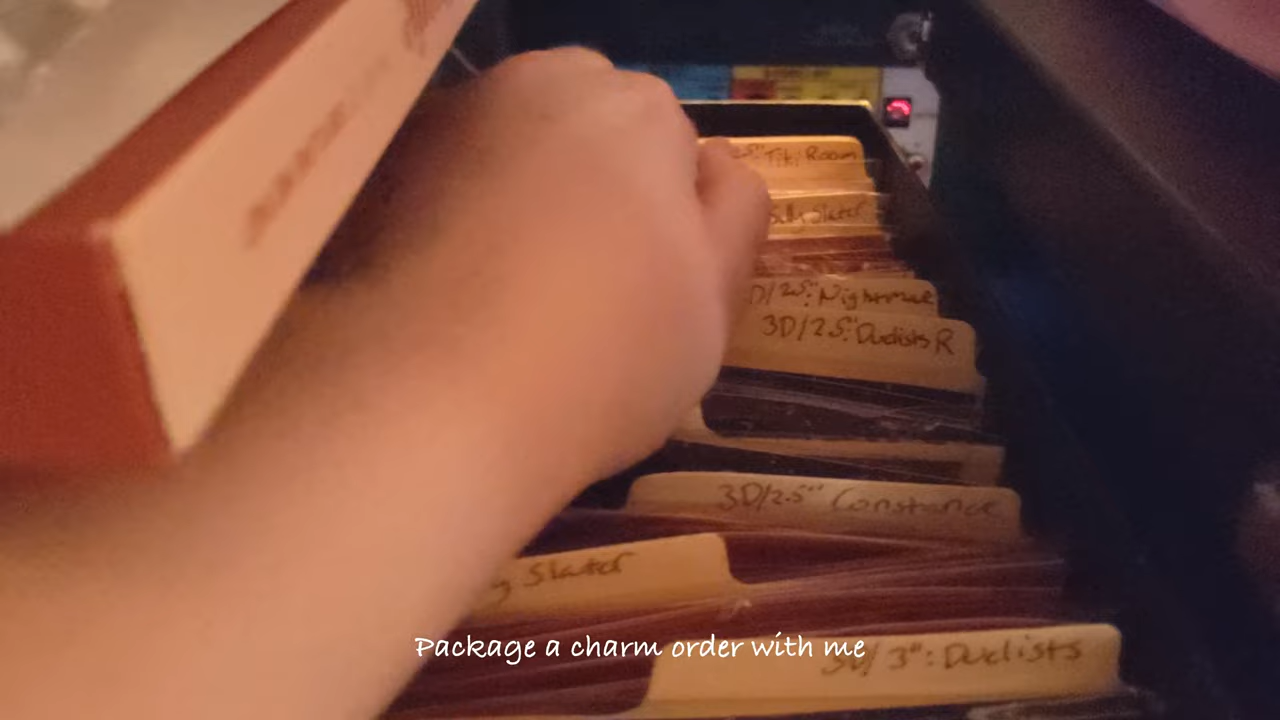 Tiki Room
Slater
D/2.5": Nightmare
3D/2.5": Duelists R
3D/2.5" Constance
g Slater
3D/3": Duelists
Package a charm order with me